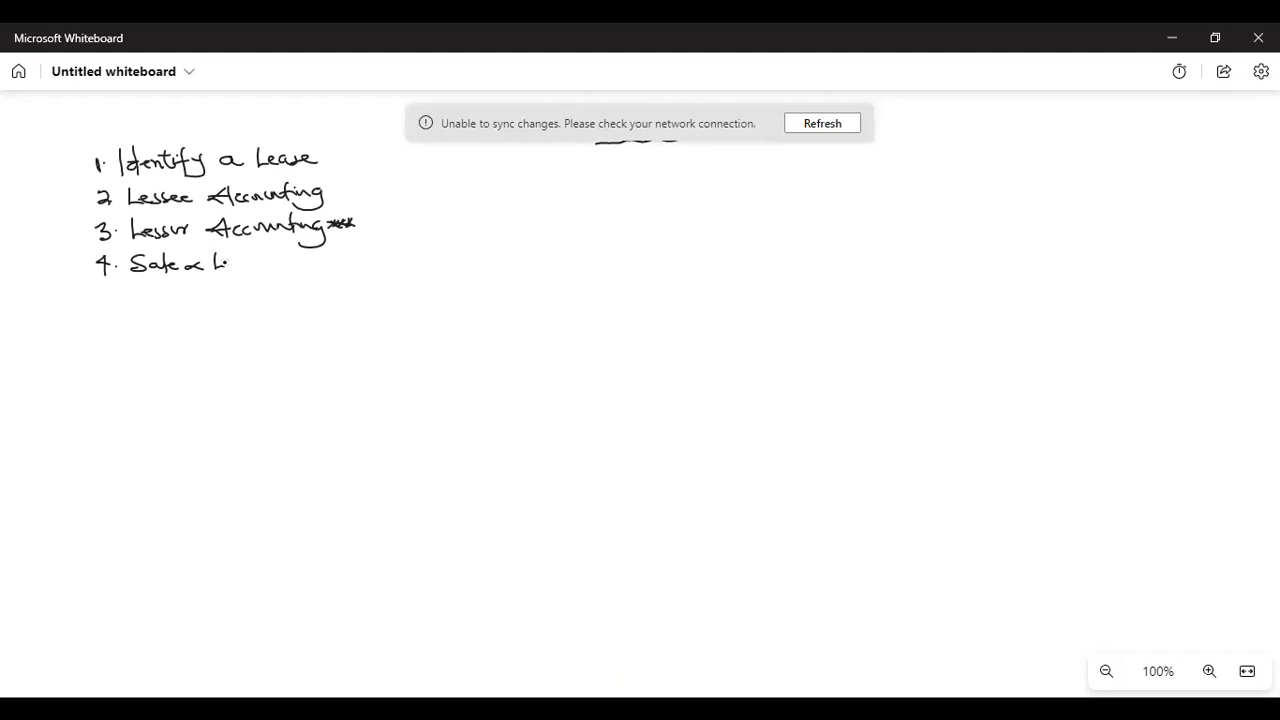 Microsoft Whiteboard
Untitled whiteboard
Unable to sync changes. Please check your network connection. Refresh
1. Identify a Lease
2 Lessee Accounting
3. Lessor Accounting
4. Sale & L
100%